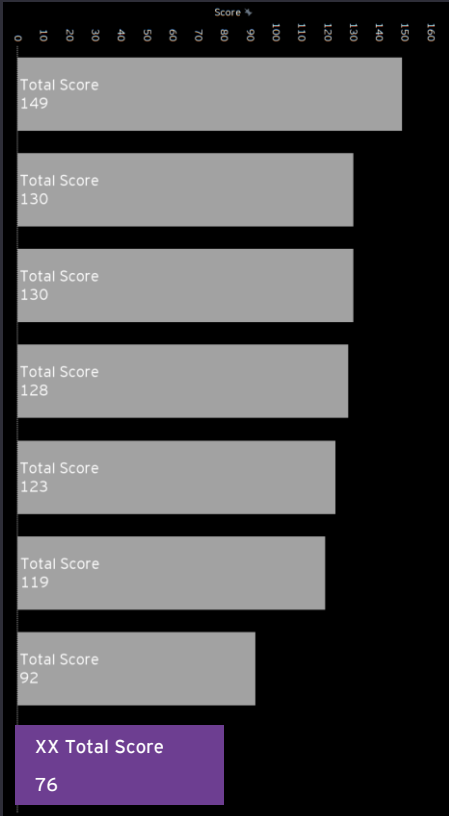 Score
0 10 20 30 40 50 60 70 80 90 100 110 120 130 140 150 160
Total Score
149
Total Score
130
Total Score
130
Total Score
128
Total Score
123
Total Score
119
Total Score
92
XX Total Score
76